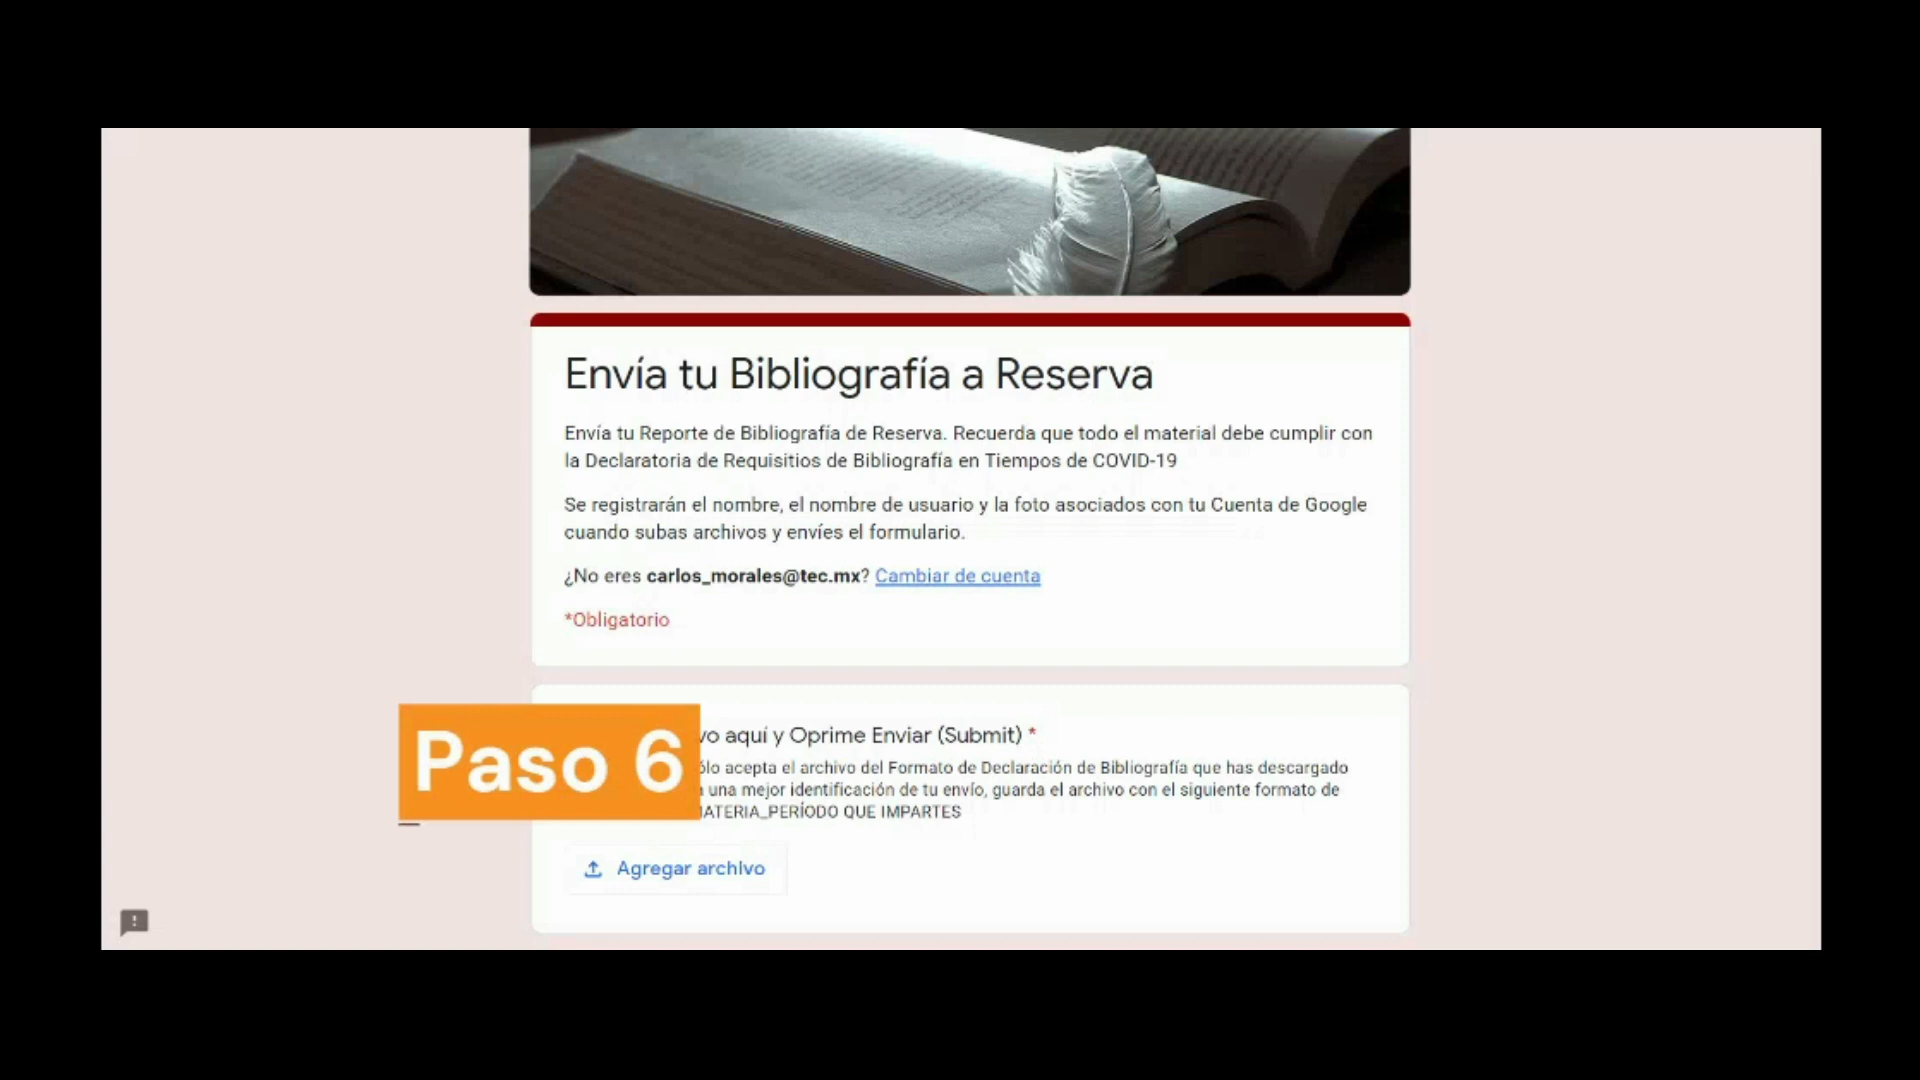 Envía tu Bibliografía a Reserva
Envía tu Reporte de Bibliografía de Reserva. Recuerda que todo el material debe cumplir con
la Declaratoria de Requisitios de Bibliografía en Tiempos de COVID-19
Se registrarán el nombre, el nombre de usuario y la foto asociados con tu Cuenta de Google
cuando subas archivos y envíes el formulario.
¿No eres carlos_morales@tec.mx? Cambiar de cuenta
*Obligatorio
Paso 6
aquí y Oprime Enviar (Submit) *
acepta el archivo del Formato de Declaración de Bibliografía que has descargado
una mejor identificación de tu envío, guarda el archivo con el siguiente formato de
MATERIA_PERÍODO QUE IMPARTES
Agregar archivo